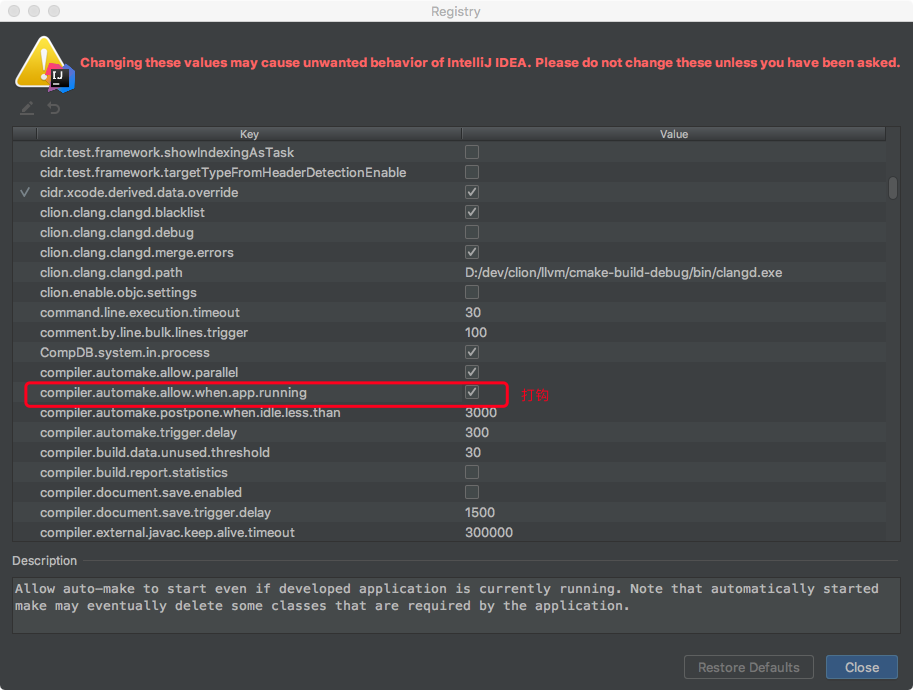 Registry
IJ
Changing these values may cause unwanted behavior of IntelliJ IDEA. Please do not change these unless you have been asked.
Key Value
cidr.test.framework.showIndexingAsTask
cidr.test.framework.targetTypeFromHeaderDetectionEnable
cidr.xcode.derived.data.override
clion.clang.clangd.blacklist
clion.clang.clangd.debug
clion.clang.clangd.merge.errors
clion.clang.clangd.path D:/dev/clion/llvm/cmake-build-debug/bin/clangd.exe
clion.enable.objc.settings
command.line.execution.timeout 30
comment.by.line.bulk.lines.trigger 100
CompDB.system.in.process
compiler.automake.allow.parallel
compiler.automake.allow.when.app.running 打钩
compiler.automake.postpone.when.idle.less.than 3000
compiler.automake.trigger.delay 300
compiler.build.data.unused.threshold 30
compiler.build.report.statistics
compiler.document.save.enabled
compiler.document.save.trigger.delay 1500
compiler.external.javac.keep.alive.timeout 300000
Description
Allow auto-make to start even if developed application is currently running. Note that automatically started
make may eventually delete some classes that are required by the application.
Restore Defaults Close